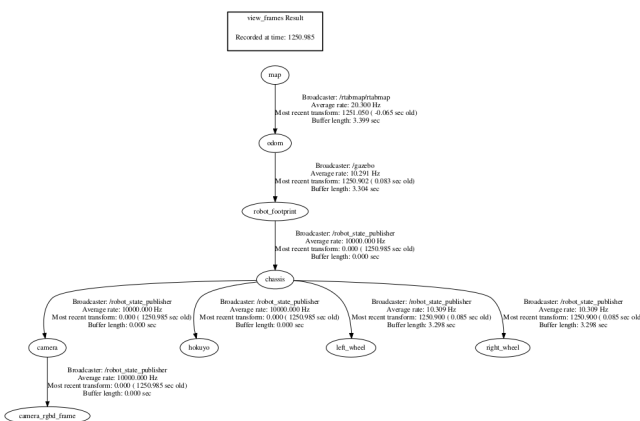 view_frames Result
Recorded at time: 1250.985
map
Broadcaster: /rtabmap/rtabmap
Average rate: 20.300 Hz
Most recent transform: 1251.050 ( -0.065 sec old)
Buffer length: 3.399 sec
odom
Broadcaster: /gazebo
Average rate: 10.291 Hz
Most recent transform: 1250.902 ( 0.083 sec old)
Buffer length: 3.304 sec
robot_footprint
Broadcaster: /robot_state_publisher
Average rate: 10000.000 Hz
Most recent transform: 0.000 ( 1250.985 sec old)
Buffer length: 0.000 sec
chassis
Broadcaster: /robot_state_publisher
Average rate: 10000.000 Hz
Most recent transform: 0.000 ( 1250.985 sec old)
Buffer length: 0.000 sec
Broadcaster: /robot_state_publisher
Average rate: 10000.000 Hz
Most recent transform: 0.000 ( 1250.985 sec old)
Buffer length: 0.000 sec
Broadcaster: /robot_state_publisher
Average rate: 10.309 Hz
Most recent transform: 1250.900 ( 0.085 sec old)
Buffer length: 3.298 sec
Broadcaster: /robot_state_publisher
Average rate: 10.309 Hz
Most recent transform: 1250.900 ( 0.085 sec old)
Buffer length: 3.298 sec
camera
hokuyo
left_wheel
right_wheel
Broadcaster: /robot_state_publisher
Average rate: 10000.000 Hz
Most recent transform: 0.000 ( 1250.985 sec old)
Buffer length: 0.000 sec
camera_rgbd_frame